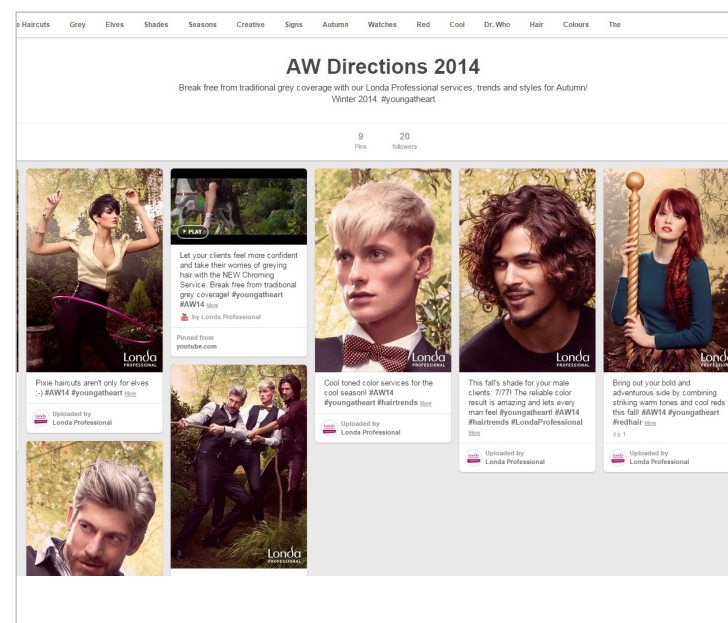 e Haircuts Grey Elves Shades Seasons Creative Signs Autumn Watches Red Cool Dr. Who Hair Colours The
AW Directions 2014
Break free from traditional grey coverage with our Londa Professional services, trends and styles for Autumn/
Winter 2014. #youngatheart
9 20
Pins followers
Londa
PROFESSIONAL
Pixie haircuts aren't only for elves
;-) #AW14 #youngatheart More
Uploaded by
Londa Professional
PLAY
Let your clients feel more confident
and take their worries of greying
hair with the NEW Chroming
Service. Break free from traditional
grey coverage! #youngatheart
#AW14 More
by Londa Professional
Pinned from
youtube.com
Londa
PROFESSIONAL
Londa
PROFESSIONAL
Cool toned color services for the
cool season! #AW14
#youngatheart #hairtrends More
Uploaded by
Londa Professional
Londa
PROFESSIONAL
This fall's shade for your male
clients: 7/77! The reliable color
result is amazing and lets every
man feel #youngatheart! #AW14
#hairtrends #LondaProfessional
More
Uploaded by
Londa Professional
Londa
PROFESSIONAL
Bring out your bold and
adventurous side by combining
striking warm tones and cool reds
this fall! #AW14 #youngatheart
#redhair More
1
Uploaded by
Londa Professional